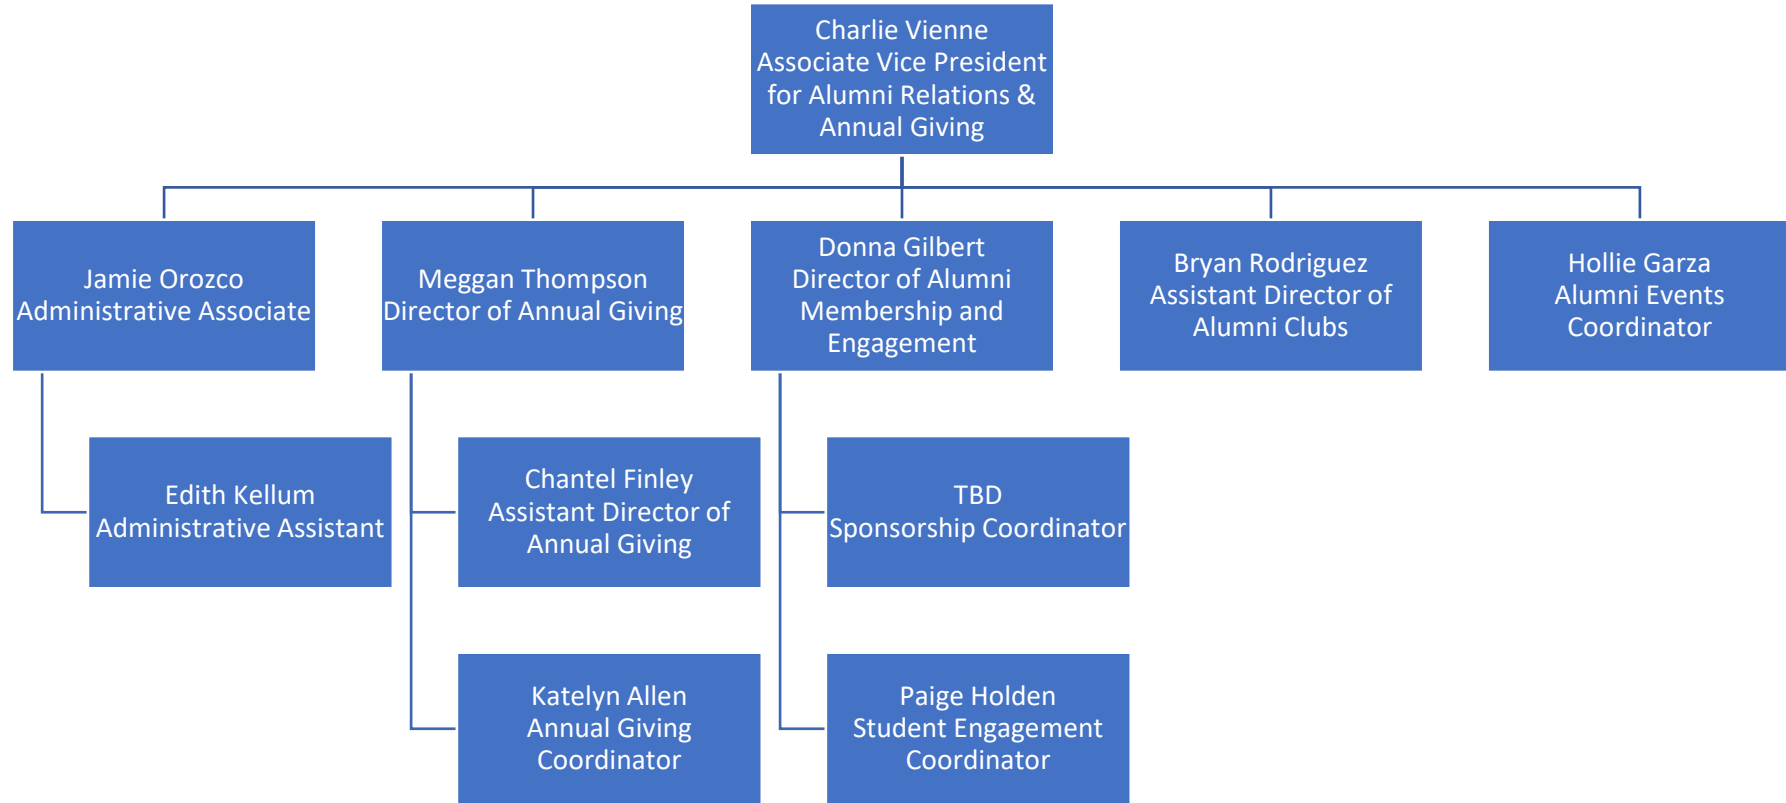 Charlie Vienne
Associate Vice President
for Alumni Relations &
Annual Giving
Jamie Orozco
Administrative Associate
Meggan Thompson
Director of Annual Giving
Donna Gilbert
Director of Alumni
Membership and
Engagement
Bryan Rodriguez
Assistant Director of
Alumni Clubs
Hollie Garza
Alumni Events
Coordinator
Edith Kellum
Administrative Assistant
Chantel Finley
Assistant Director of
Annual Giving
TBD
Sponsorship Coordinator
Katelyn Allen
Annual Giving
Coordinator
Paige Holden
Student Engagement
Coordinator